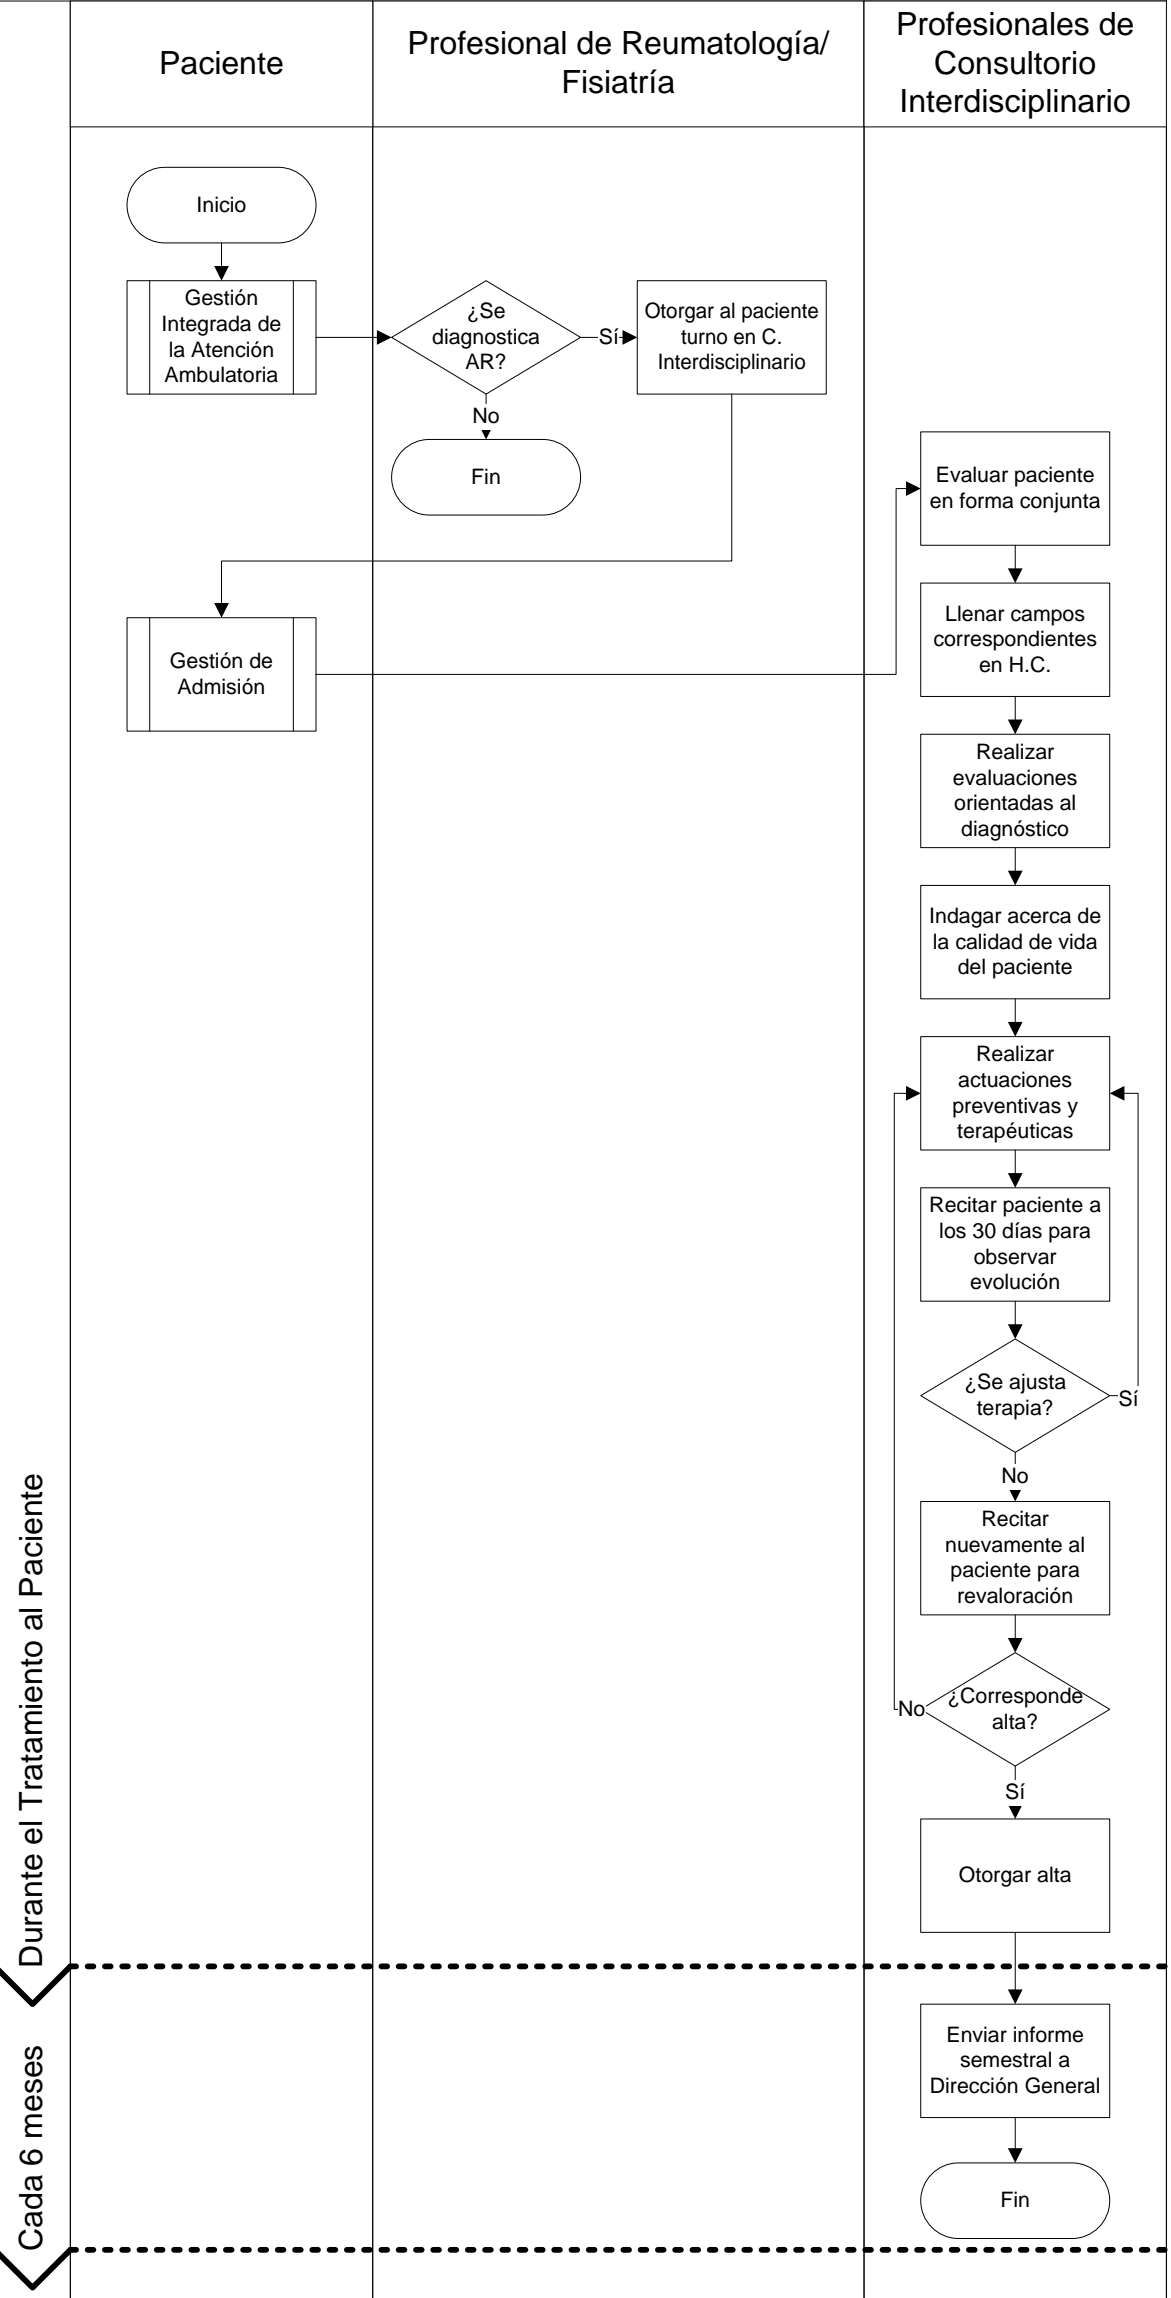 Paciente
Profesional de Reumatología/
Fisiatría
Profesionales de
Consultorio
Interdisciplinario
Inicio
Gestión
Integrada de
la Atención
Ambulatoria
¿Se
diagnostica
AR?
Sí
Otorgar al paciente
turno en C.
Interdisciplinario
No
Fin
Evaluar paciente
en forma conjunta
Gestión de
Admisión
Llenar campos
correspondientes
en H.C.
Realizar
evaluaciones
orientadas al
diagnóstico
Indagar acerca de
la calidad de vida
del paciente
Realizar
actuaciones
preventivas y
terapéuticas
Recitar paciente a
los 30 días para
observar
evolución
¿Se ajusta
terapia?
Sí
No
Recitar
nuevamente al
paciente para
revaloración
¿Corresponde
alta?
No
Sí
Otorgar alta
Durante el Tratamiento al Paciente
Enviar informe
semestral a
Dirección General
Fin
Cada 6 meses